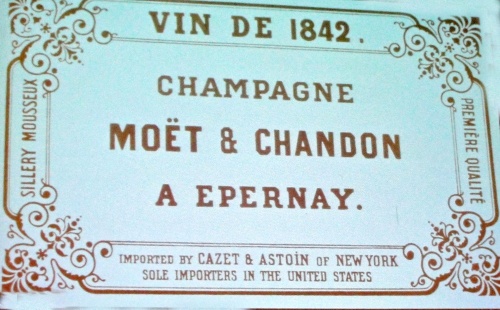 VIN DE 1842.
CHAMPAGNE
MOËT & CHANDON
A EPERNAY.
SILLERY MOUSSEUX
PREMIÈRE QUALITÉ
IMPORTED BY CAZET & ASTOIN OF NEW YORK
SOLE IMPORTERS IN THE UNITED STATES